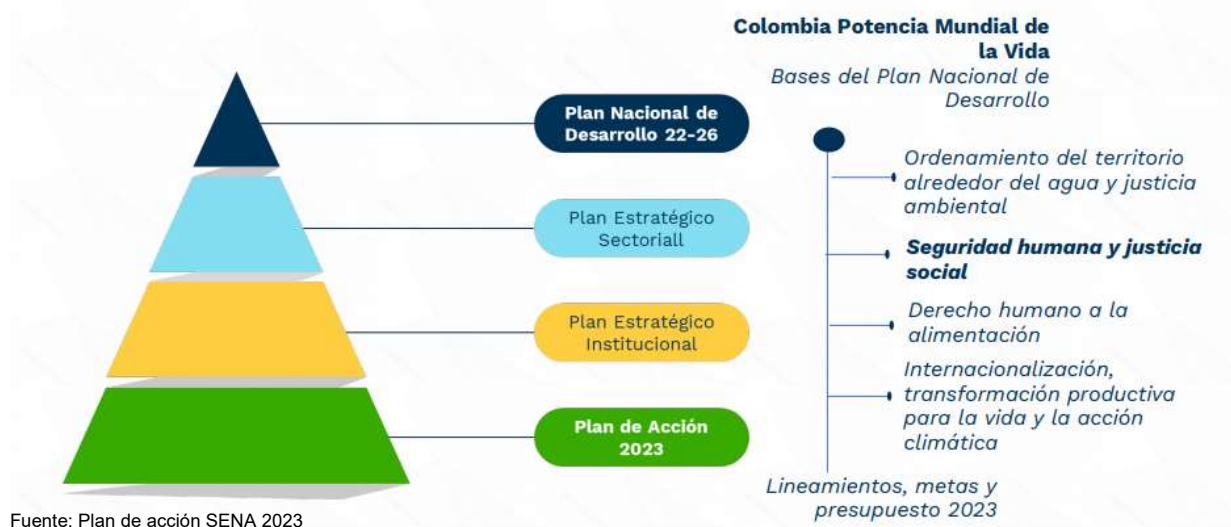 Plan Nacional de
Desarrollo 22-26
Plan Estratégico
Sectoriall
Plan Estratégico
Institucional
Plan de Acción
2023
Colombia Potencia Mundial de
la Vida
Bases del Plan Nacional de
Desarrollo
Ordenamiento del territorio
alrededor del agua y justicia
ambiental
Seguridad humana y justicia
social
Derecho humano a la
alimentación
Internacionalización,
transformación productiva
para la vida y la acción
climática
Lineamientos, metas y
presupuesto 2023
Fuente: Plan de acción SENA 2023